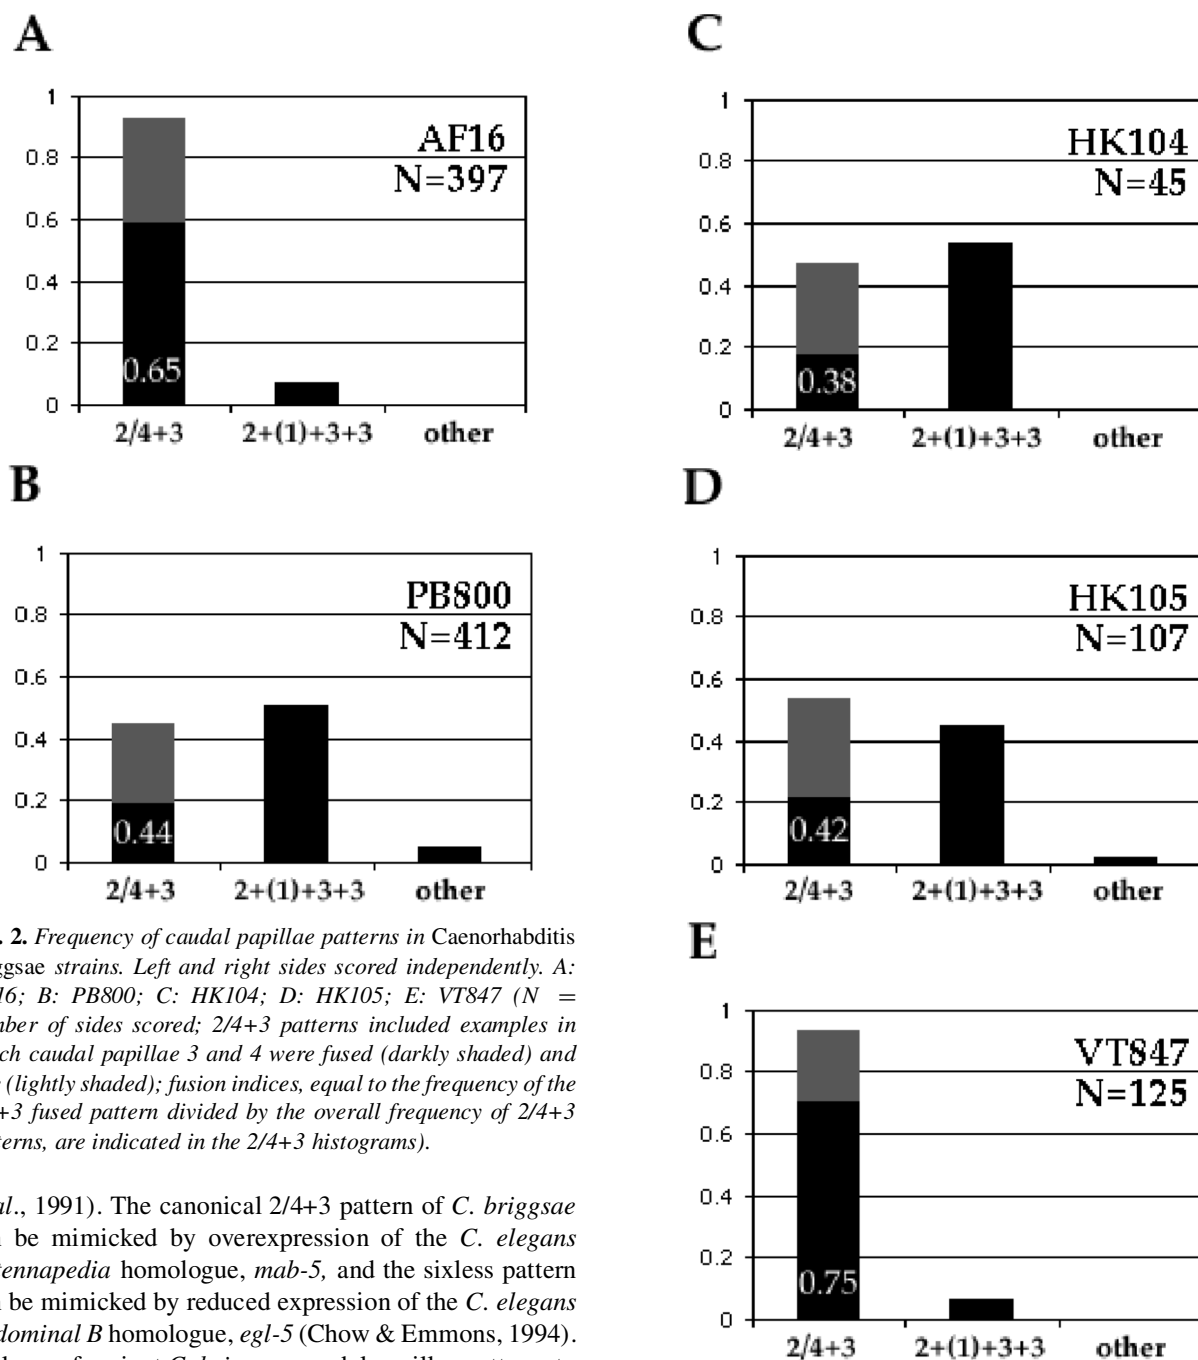 A
1
0.8
0.6
0.4
0.2
0
AF16
N=397
0.65
2/4+3 2+(1)+3+3 other
B
1
0.8
0.6
0.4
0.2
0
PB800
N=412
0.44
2/4+3 2+(1)+3+3 other
. 2. Frequency of caudal papillae patterns in Caenorhabditis
ggsae strains. Left and right sides scored independently. A:
16; B: PB800; C: HK104; D: HK105; E: VT847 (N =
nber of sides scored; 2/4+3 patterns included examples in
ch caudal papillae 3 and 4 were fused (darkly shaded) and
(lightly shaded); fusion indices, equal to the frequency of the
+3 fused pattern divided by the overall frequency of 2/4+3
terns, are indicated in the 2/4+3 histograms).
al., 1991). The canonical 2/4+3 pattern of C. briggsae
be mimicked by overexpression of the C. elegans
tennapedia homologue, mab-5, and the sixless pattern
be mimicked by reduced expression of the C. elegans
dominal B homologue, egl-5 (Chow & Emmons, 1994).
C
1
0.8
0.6
0.4
0.2
0
HK104
N=45
0.38
2/4+3 2+(1)+3+3 other
D
1
0.8
0.6
0.4
0.2
0
HK105
N=107
0.42
2/4+3 2+(1)+3+3 other
E
1
0.8
0.6
0.4
0.2
0
VT847
N=125
0.75
2/4+3 2+(1)+3+3 other